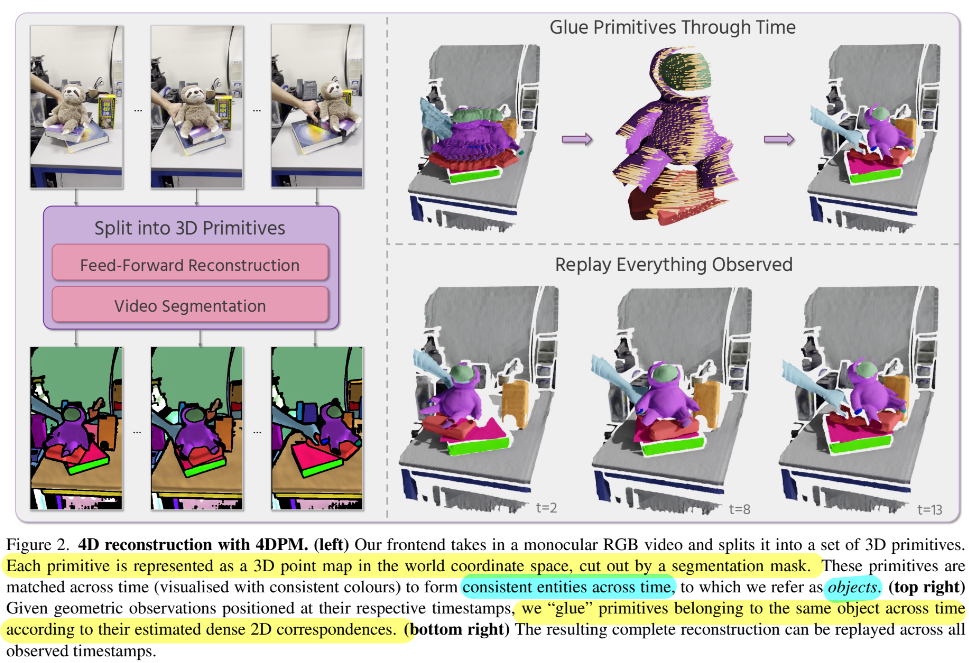 Glue Primitives Through Time
...
...
Split into 3D Primitives
Feed-Forward Reconstruction
Video Segmentation
...
...
Replay Everything Observed
t=2
t=8
t=13
Figure 2. 4D reconstruction with 4DPM. (left) Our frontend takes in a monocular RGB video and splits it into a set of 3D primitives.
Each primitive is represented as a 3D point map in the world coordinate space, cut out by a segmentation mask. These primitives are
matched across time (visualised with consistent colours) to form consistent entities across time, to which we refer as objects. (top right)
Given geometric observations positioned at their respective timestamps, we “glue” primitives belonging to the same object across time
according to their estimated dense 2D correspondences. (bottom right) The resulting complete reconstruction can be replayed across all
observed timestamps.